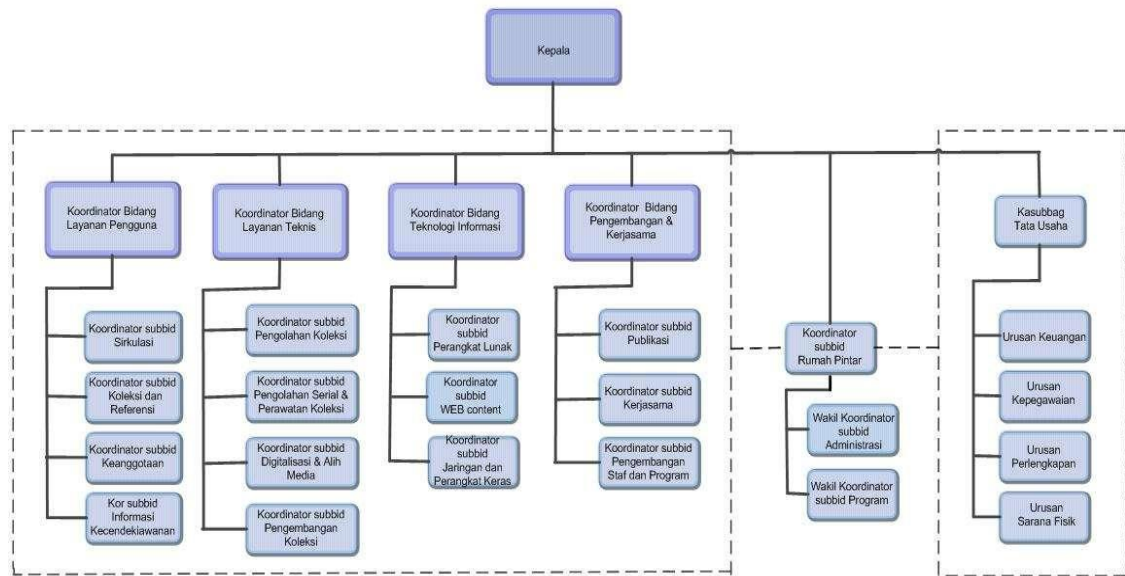 Kepala
Koordinator Bidang
Layanan Pengguna
Koordinator subbid
Sirkulasi
Koordinator subbid
Koleksi dan
Referensi
Koordinator subbid
Keanggotaan
Kor subbid
Informasi
Kecendekiawanan
Koordinator Bidang
Layanan Teknis
Koordinator subbid
Pengolahan Koleksi
Koordinator subbid
Pengolahan Serial &
Perawatan Koleksi
Koordinator subbid
Digitalisasi & Alih
Media
Koordinator subbid
Pengembangan
Koleksi
Koordinator Bidang
Teknologi Informasi
Koordinator
subbid
Perangkat Lunak
Koordinator
subbid
WEB content
Koordinator
subbid
Jaringan dan
Perangkat Keras
Koordinator Bidang
Pengembangan &
Kerjasama
Koordinator subbid
Publikasi
Koordinator subbid
Kerjasama
Koordinator subbid
Pengembangan
Staf dan Program
Koordinator
subbid
Rumah Pintar
Wakil Koordinator
subbid
Administrasi
Wakil Koordinator
subbid Program
Kasubbag
Tata Usaha
Urusan Keuangan
Urusan
Kepegawaian
Urusan
Perlengkapan
Urusan
Sarana Fisik